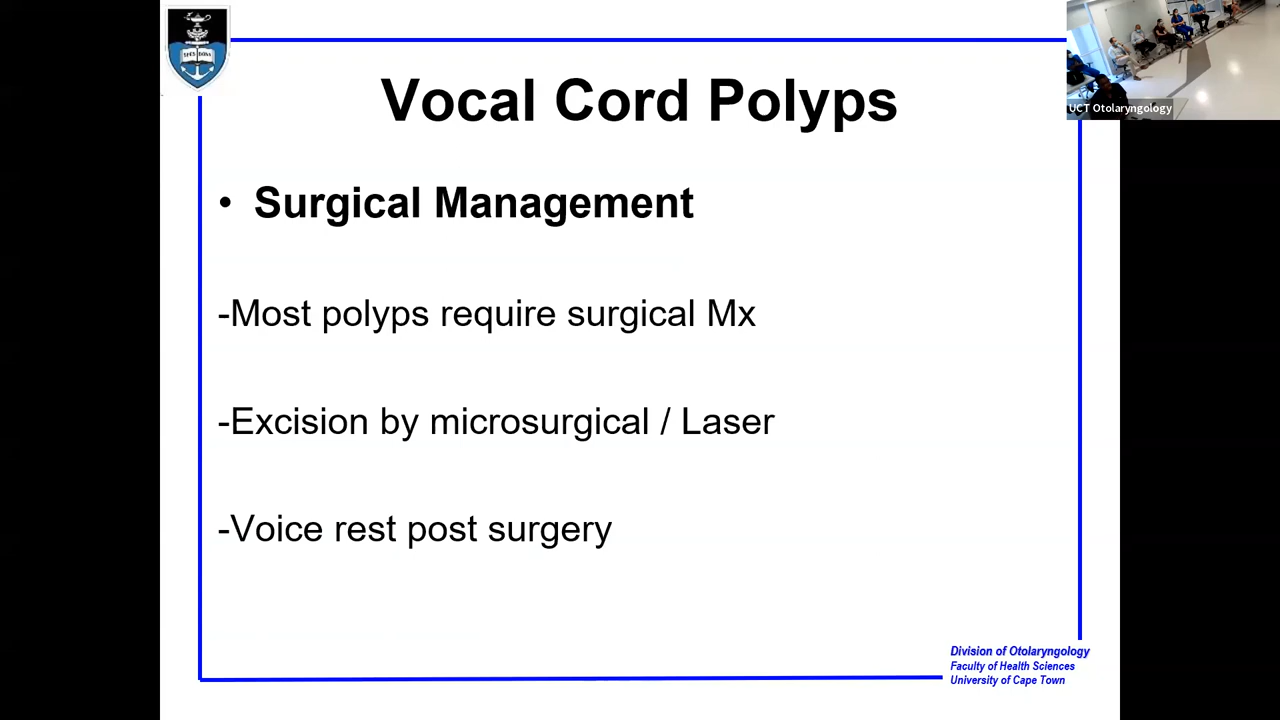 UCT Otolaryngology
Vocal Cord Polyps
• Surgical Management
-Most polyps require surgical Mx
-Excision by microsurgical / Laser
-Voice rest post surgery
Division of Otolaryngology
Faculty of Health Sciences
University of Cape Town